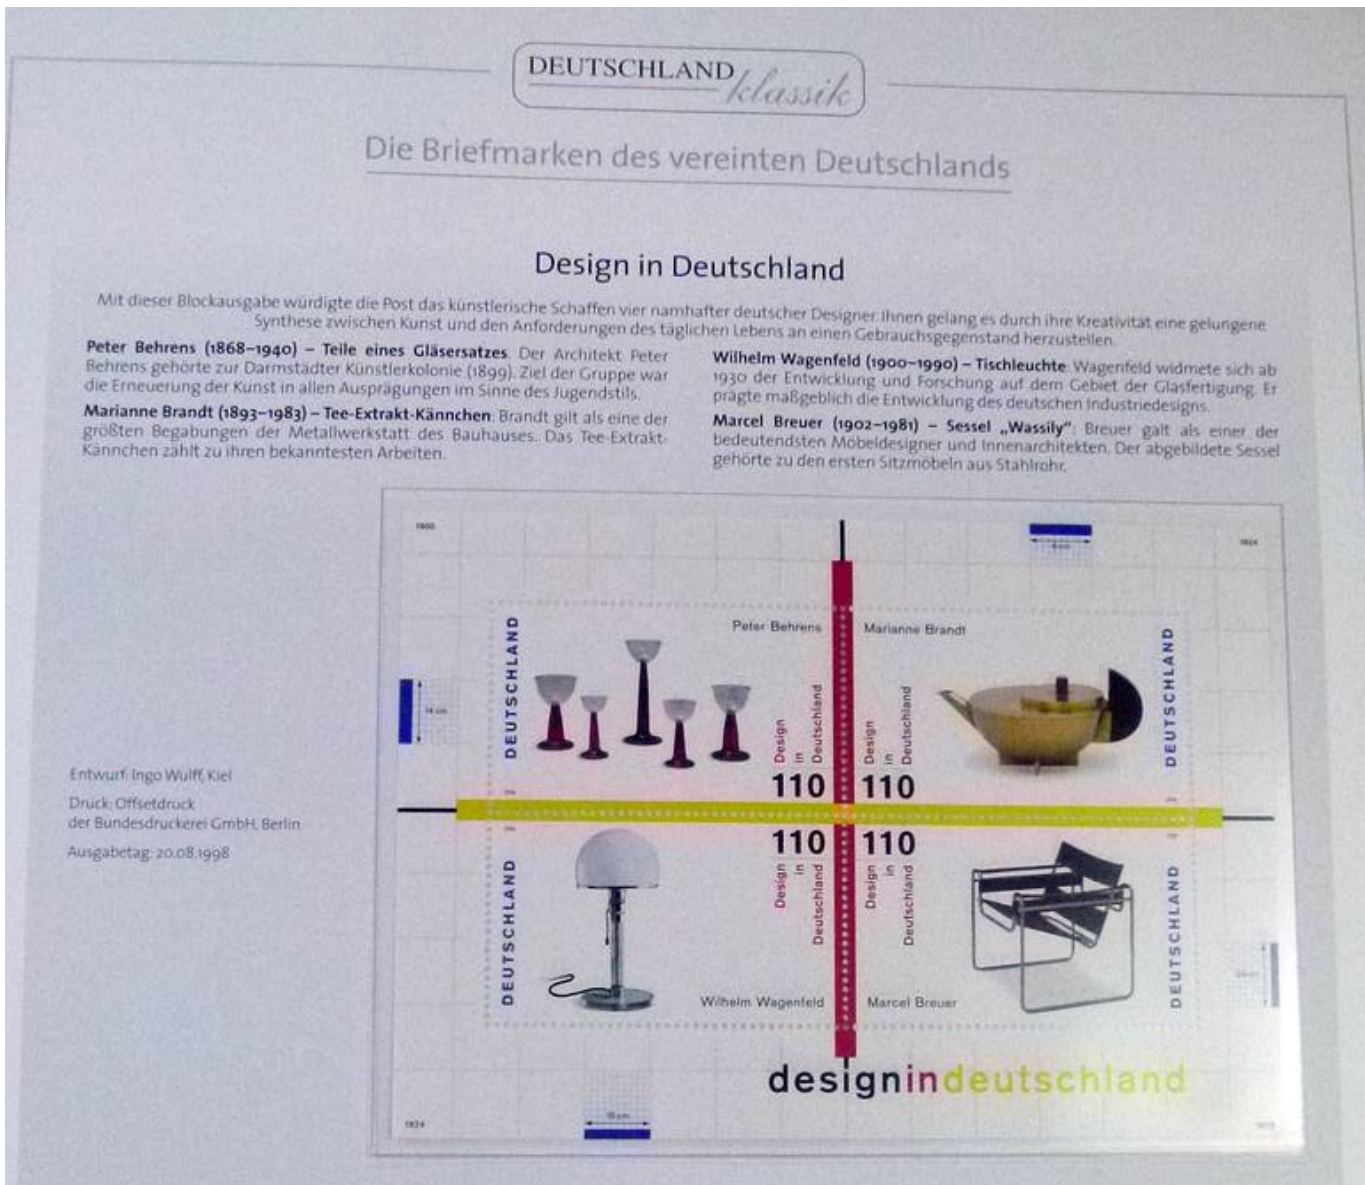 DEUTSCHLAND klassik
Die Briefmarken des vereinten Deutschlands
Design in Deutschland
Mit dieser Blockausgabe würdigte die Post das künstlerische Schaffen vier namhafter deutscher Designer. Ihnen gelang es durch ihre Kreativität eine gelungene
Synthese zwischen Kunst und den Anforderungen des täglichen Lebens an einen Gebrauchsgegenstand herzustellen.
Peter Behrens (1868–1940) – Teile eines Gläsersatzes: Der Architekt Peter
Behrens gehörte zur Darmstädter Künstlerkolonie (1899). Ziel der Gruppe war
die Erneuerung der Kunst in allen Ausprägungen im Sinne des Jugendstils.
Marianne Brandt (1893–1983) – Tee-Extrakt-Kännchen: Brandt gilt als eine der
größten Begabungen der Metallwerkstatt des Bauhauses. Das Tee-Extrakt-
Kännchen zählt zu ihren bekanntesten Arbeiten.
Wilhelm Wagenfeld (1900–1990) – Tischleuchte: Wagenfeld widmete sich ab
1930 der Entwicklung und Forschung auf dem Gebiet der Glasfertigung. Er
prägte maßgeblich die Entwicklung des deutschen Industriedesigns.
Marcel Breuer (1902–1981) – Sessel „Wassily“: Breuer galt als einer der
bedeutendsten Möbeldesigner und Innenarchitekten. Der abgebildete Sessel
gehörte zu den ersten Sitzmöbeln aus Stahlrohr.
Entwurf: Ingo Wulff, Kiel
Druck: Offsetdruck
der Bundesdruckerei GmbH, Berlin
Ausgabetag: 20.08.1998
1900
1924
14 cm
DEUTSCHLAND
Peter Behrens
Design
in
Deutschland
110
Marianne Brandt
Design
in
Deutschland
110
DEUTSCHLAND
DEUTSCHLAND
110
Design
in
Deutschland
Wilhelm Wagenfeld
110
Design
in
Deutschland
Marcel Breuer
DEUTSCHLAND
designindeutschland
1924